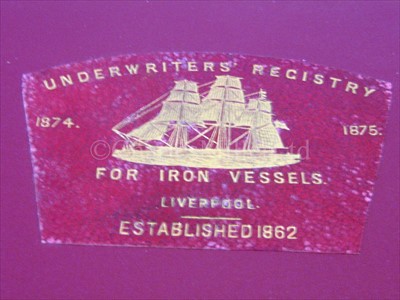 UNDERWRITERS' REGISTRY
1874. 1875.
FOR IRON VESSELS.
LIVERPOOL.
ESTABLISHED 1862